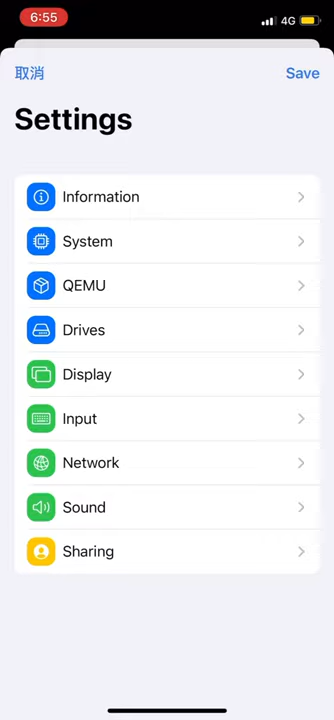 6:55
4G
取消
Save
Settings
Information
System
QEMU
Drives
Display
Input
Network
Sound
Sharing